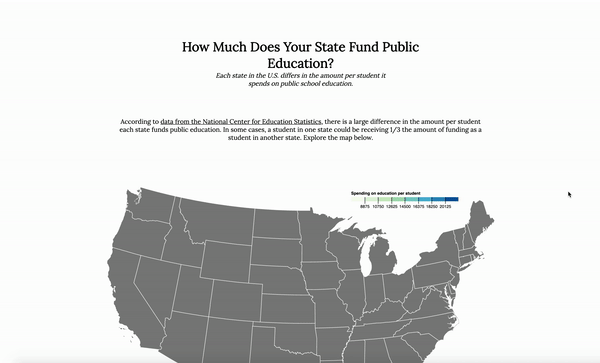 How Much Does Your State Fund Public
Education?
Each state in the U.S. differs in the amount per student it
spends on public school education.
According to data from the National Center for Education Statistics, there is a large difference in the amount per student
each state funds public education. In some cases, a student in one state could be receiving 1/3 the amount of funding as a
student in another state. Explore the map below.
Spending on education per student
8875 10750 12625 14500 16375 18250 20125